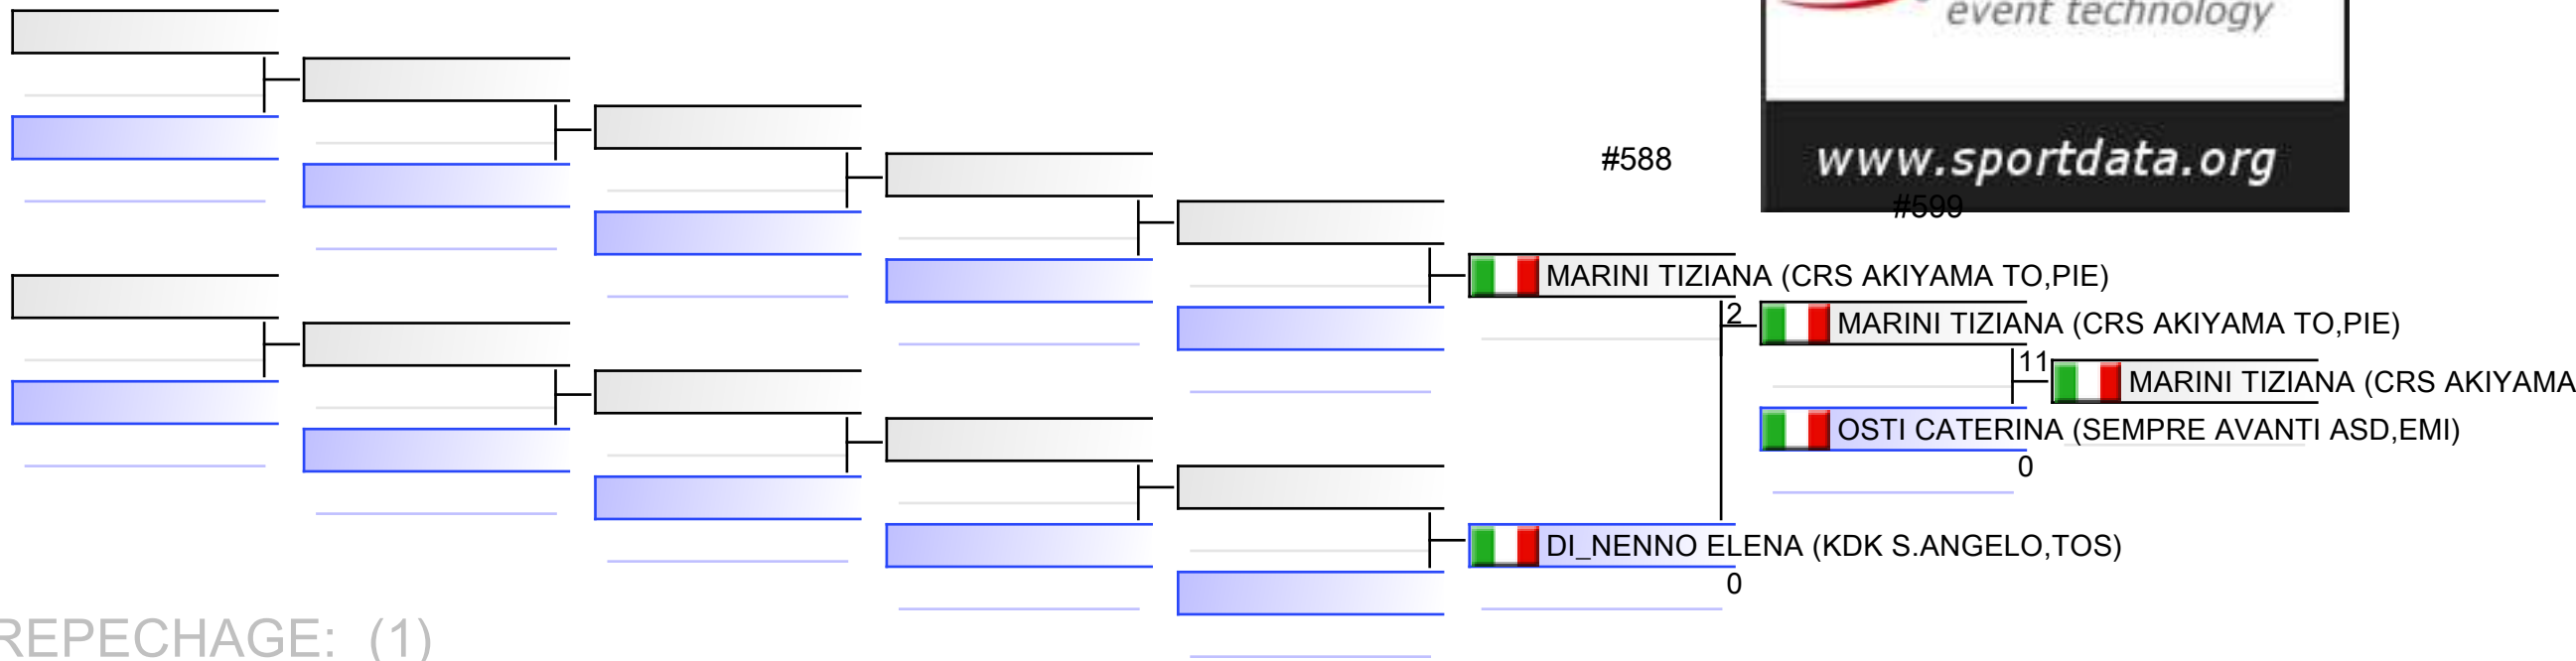 event technology
www.sportdata.org
#588
#599
MARINI TIZIANA (CRS AKIYAMA TO,PIE)
2
MARINI TIZIANA (CRS AKIYAMA TO,PIE)
11
MARINI TIZIANA (CRS AKIYAMA
OSTI CATERINA (SEMPRE AVANTI ASD,EMI)
0
DI_NENNO ELENA (KDK S.ANGELO,TOS)
0
REPECHAGE: (1)